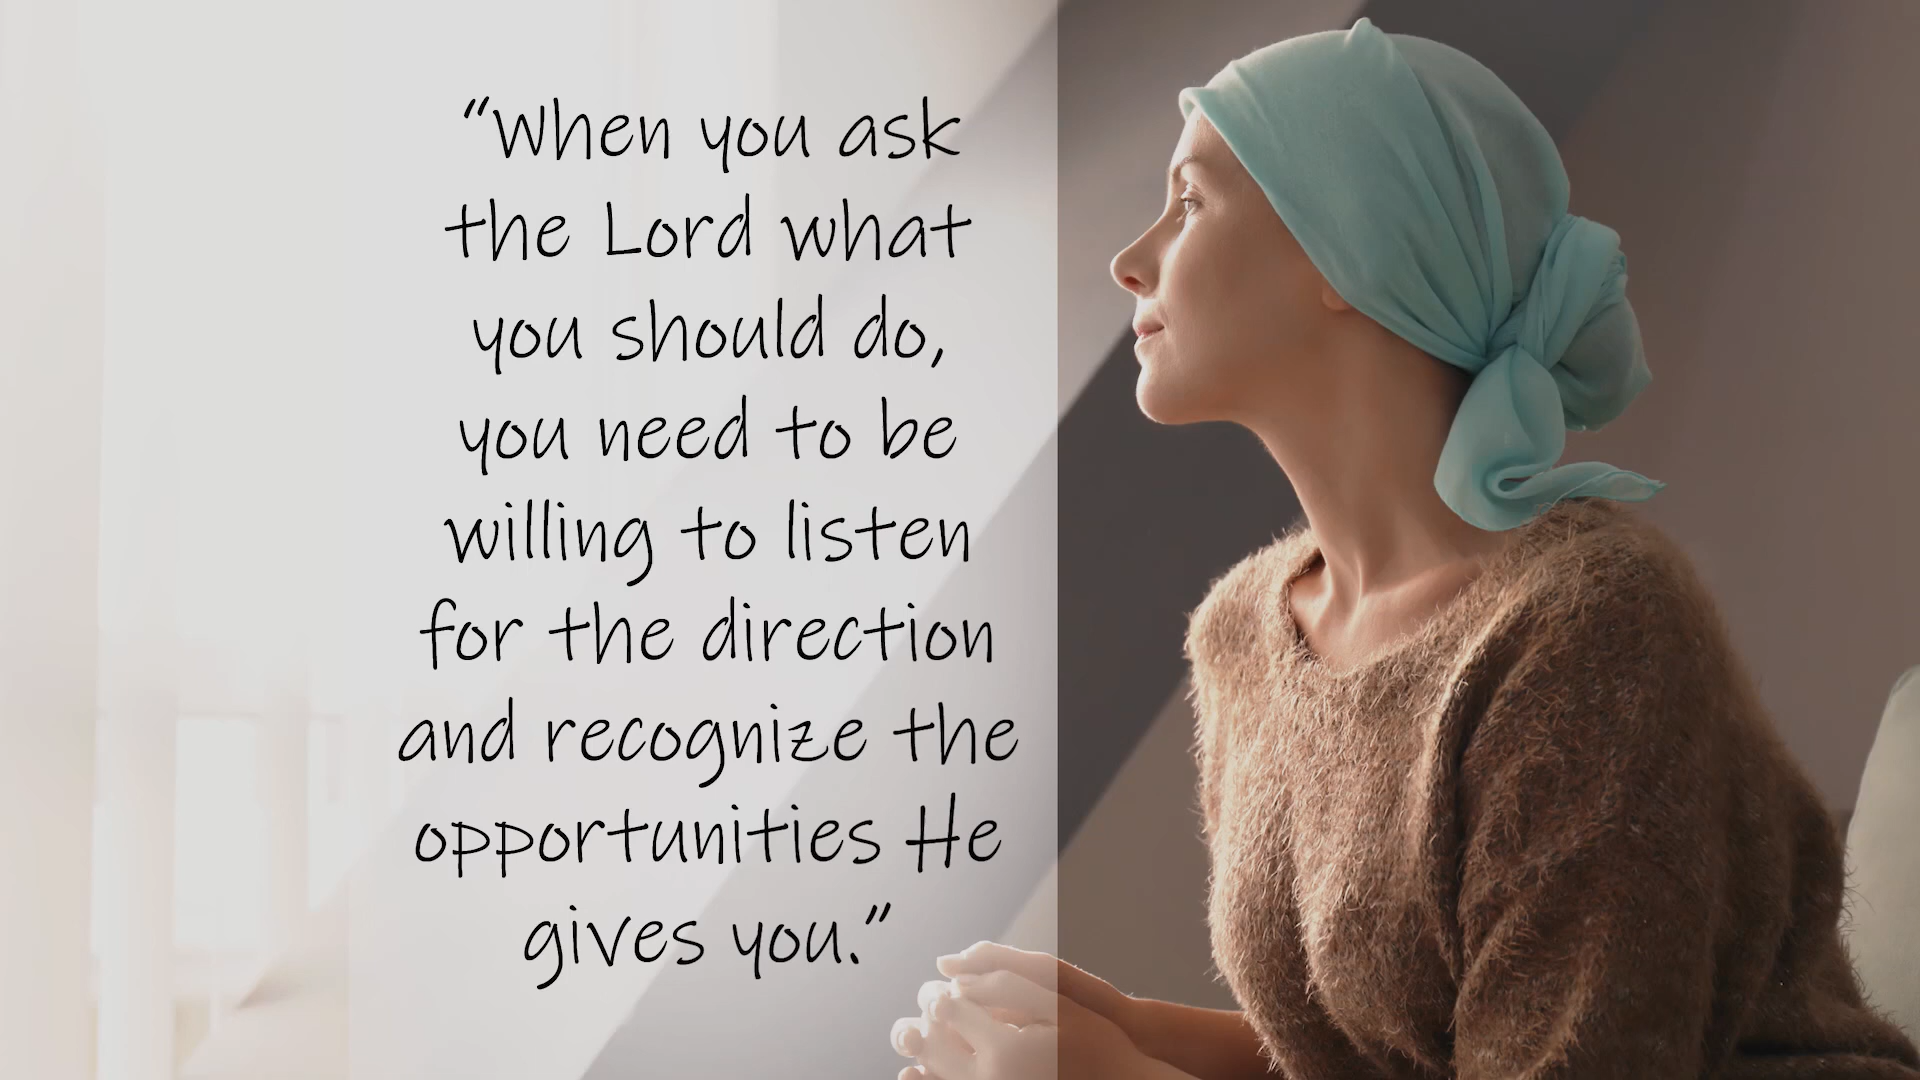 “When you ask
the Lord what
you should do,
you need to be
willing to listen
for the direction
and recognize the
opportunities He
gives you.”